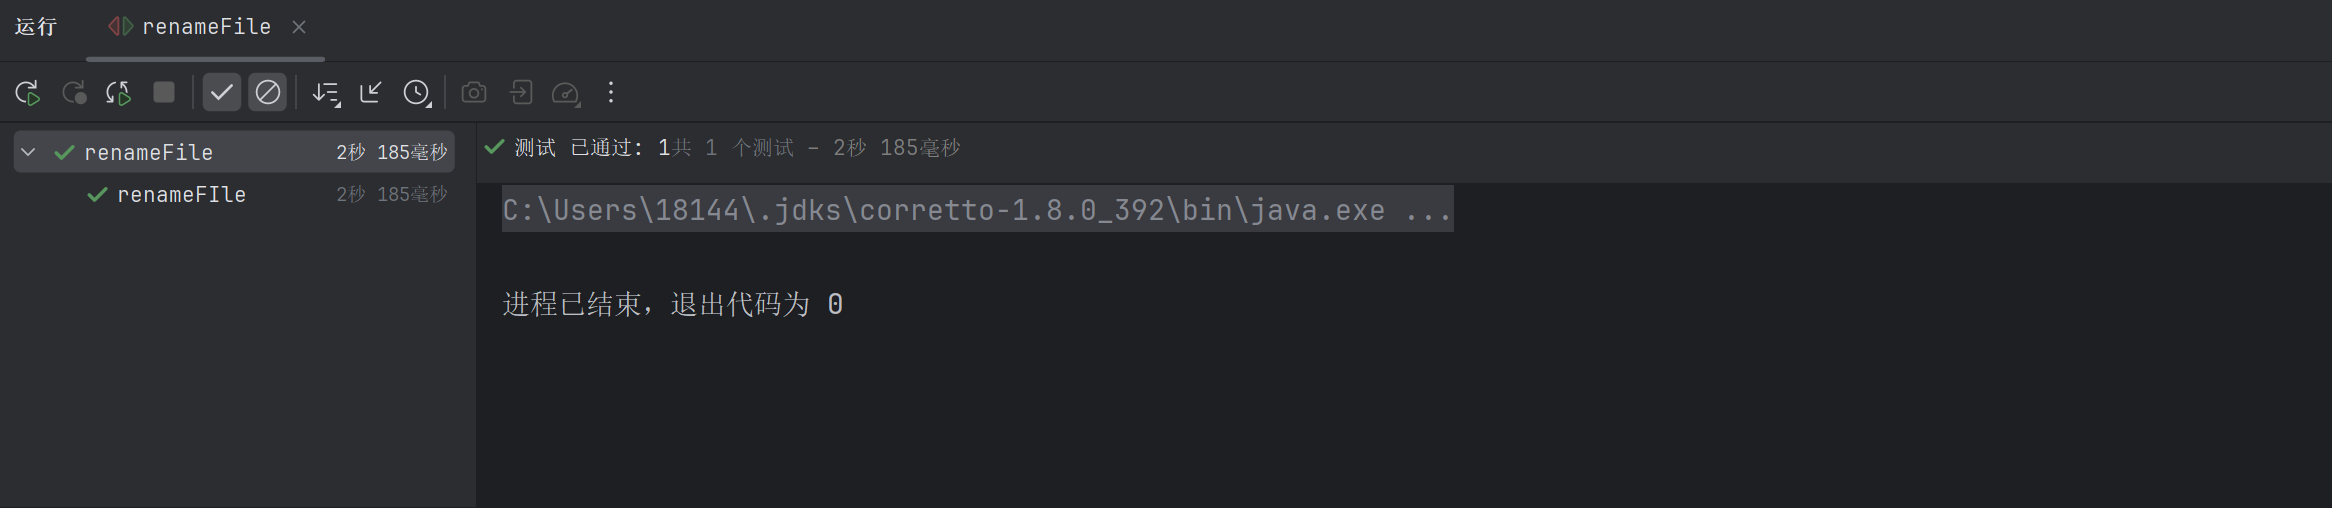 运行 renameFile
renameFile 2秒 185毫秒
renameFIle 2秒 185毫秒
测试 已通过: 1共 1 个测试 – 2秒 185毫秒
C:\Users\18144\.jdks\corretto-1.8.0_392\bin\java.exe ...
进程已结束，退出代码为 0